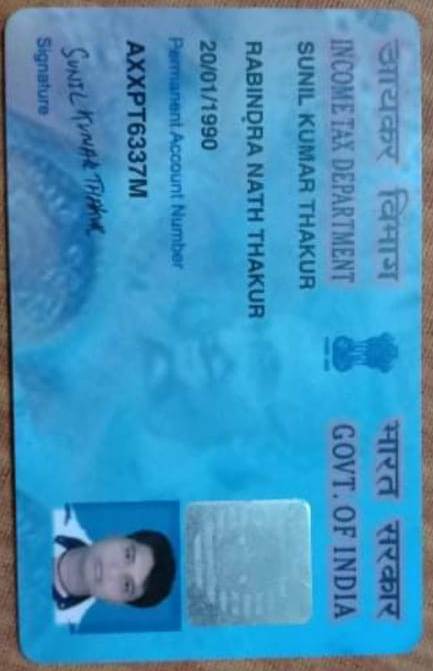 आयकर विभाग भारत सरकार
INCOME TAX DEPARTMENT GOVT. OF INDIA
SUNIL KUMAR THAKUR
RABINDRA NATH THAKUR
20/01/1990
Permanent Account Number
AXXPT6337M
SUNIL KUMAR THAKUR
Signature